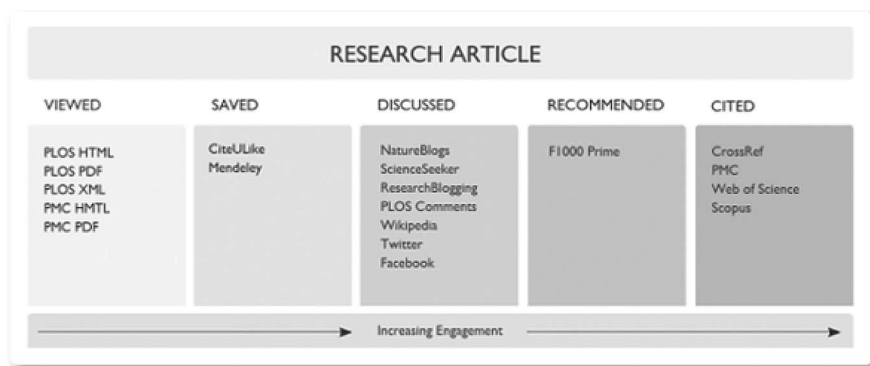 RESEARCH ARTICLE
VIEWED
PLOS HTML
PLOS PDF
PLOS XML
PMC HMTL
PMC PDF
SAVED
CiteULike
Mendeley
DISCUSSED
NatureBlogs
ScienceSeeker
ResearchBlogging
PLOS Comments
Wikipedia
Twitter
Facebook
RECOMMENDED
F1000 Prime
CITED
CrossRef
PMC
Web of Science
Scopus
Increasing Engagement